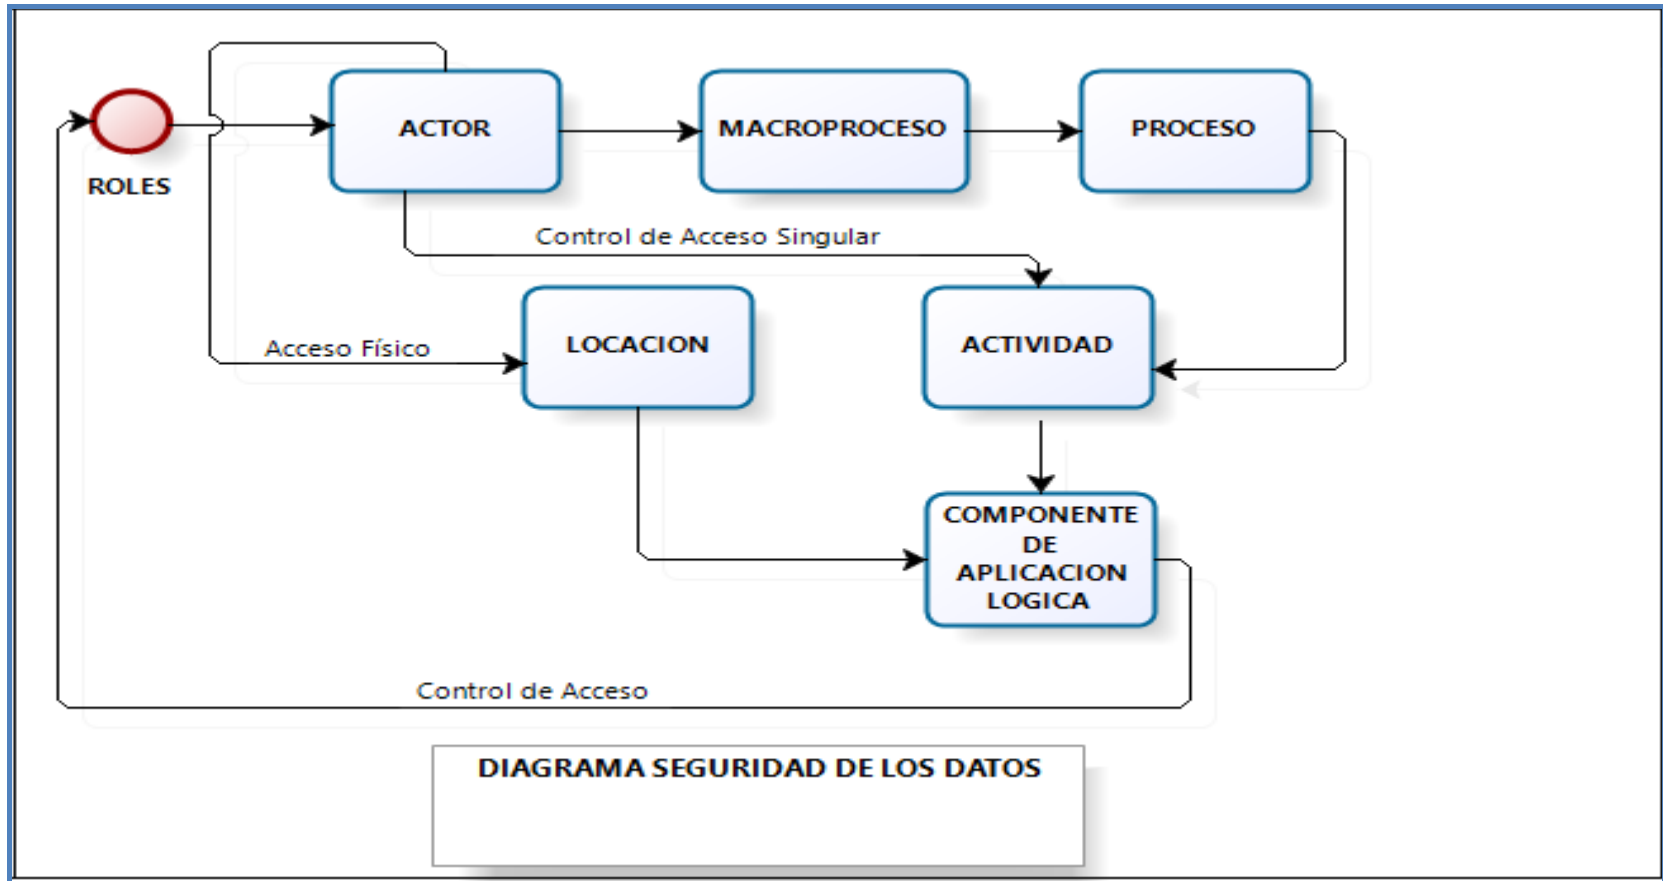 ACTOR
MACROPROCESO
PROCESO
ROLES
Control de Acceso Singular
LOCACION
ACTIVIDAD
Acceso Físico
COMPONENTE
DE
APLICACION
LOGICA
Control de Acceso
DIAGRAMA SEGURIDAD DE LOS DATOS